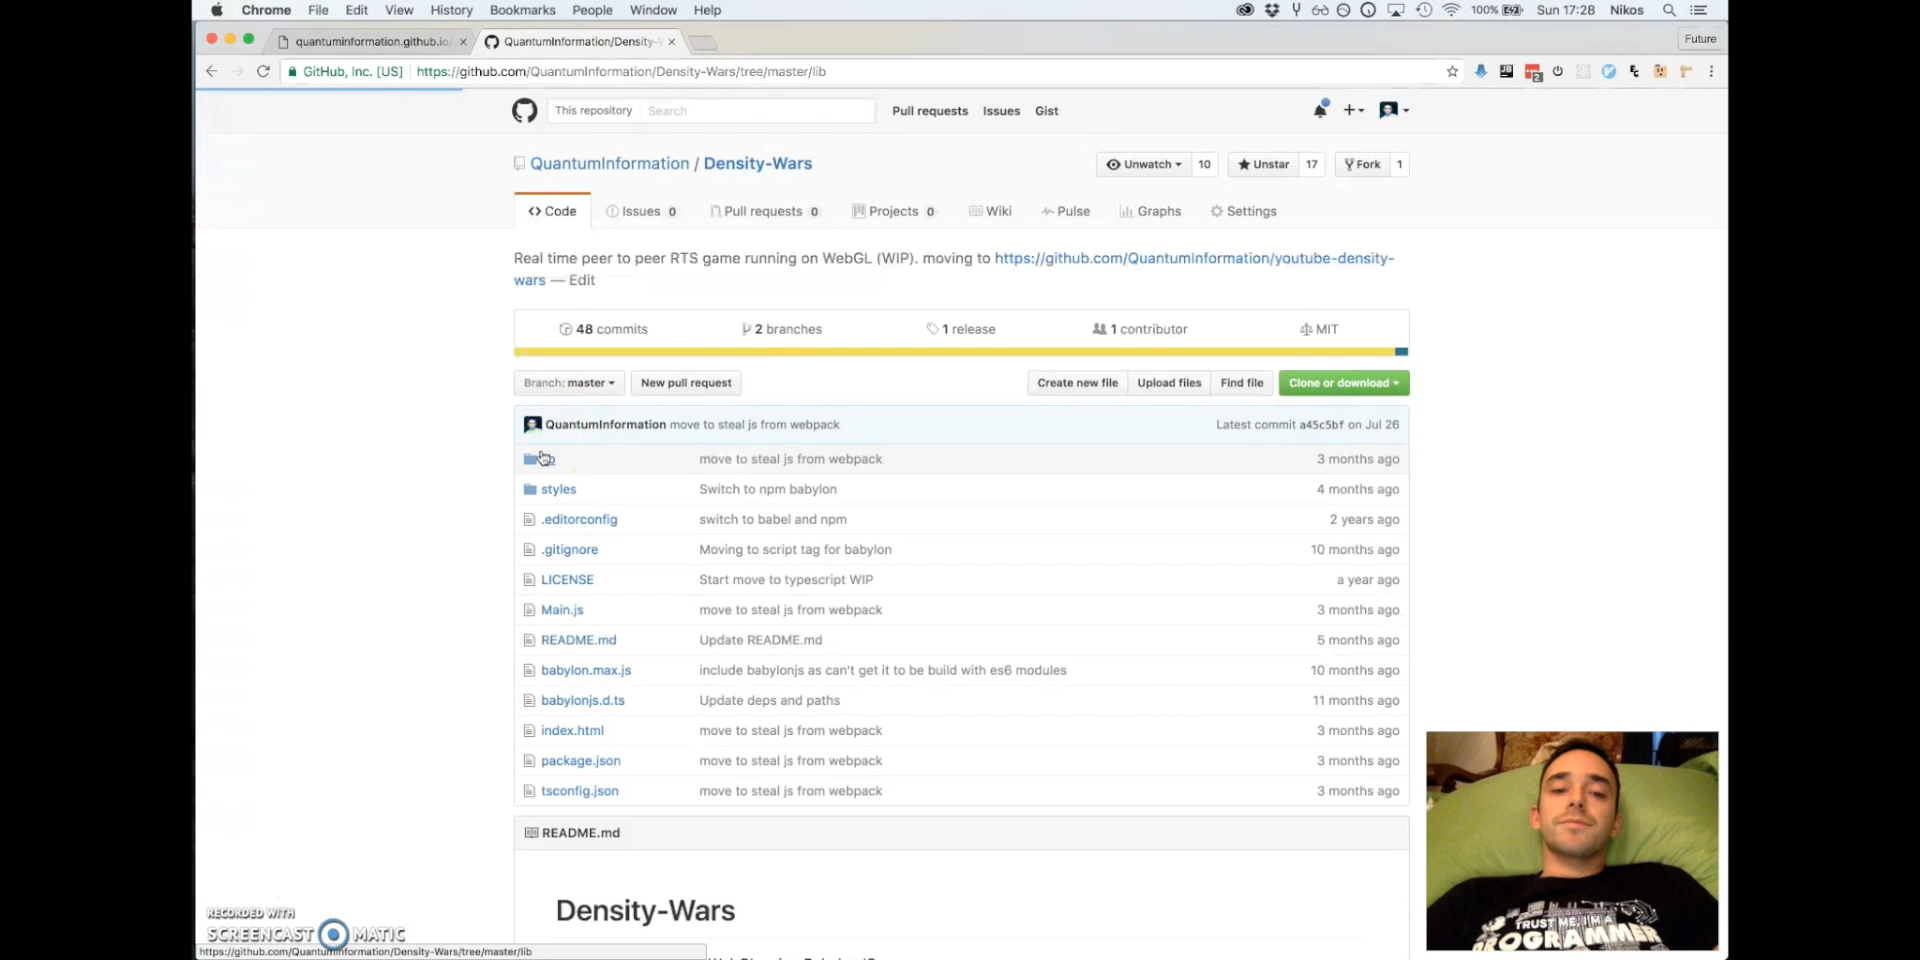 Chrome File Edit View History Bookmarks People Window Help
100% Sun 17:28 Nikos
quantuminformation.github.io/
QuantumInformation/Density-
Future
GitHub, Inc. [US] https://github.com/QuantumInformation/Density-Wars/tree/master/lib
This repository Search Pull requests Issues Gist
QuantumInformation / Density-Wars
Unwatch 10 Unstar 17 Fork 1
Code Issues 0 Pull requests 0 Projects 0 Wiki Pulse Graphs Settings
Real time peer to peer RTS game running on WebGL (WIP). moving to https://github.com/QuantumInformation/youtube-density-
wars — Edit
48 commits 2 branches 1 release 1 contributor MIT
Branch: master New pull request Create new file Upload files Find file Clone or download
QuantumInformation move to steal js from webpack Latest commit a45c5bf on Jul 26
move to steal js from webpack 3 months ago
styles Switch to npm babylon 4 months ago
.editorconfig switch to babel and npm 2 years ago
.gitignore Moving to script tag for babylon 10 months ago
LICENSE Start move to typescript WIP a year ago
Main.js move to steal js from webpack 3 months ago
README.md Update README.md 5 months ago
babylon.max.js include babylonjs as can't get it to be build with es6 modules 10 months ago
babylonjs.d.ts Update deps and paths 11 months ago
index.html move to steal js from webpack 3 months ago
package.json move to steal js from webpack 3 months ago
tsconfig.json move to steal js from webpack 3 months ago
README.md
Density-Wars
RECORDED WITH
SCREENCAST MATIC
https://github.com/QuantumInformation/Density-Wars/tree/master/lib
TRUST ME, I'M A
PROGRAMMER